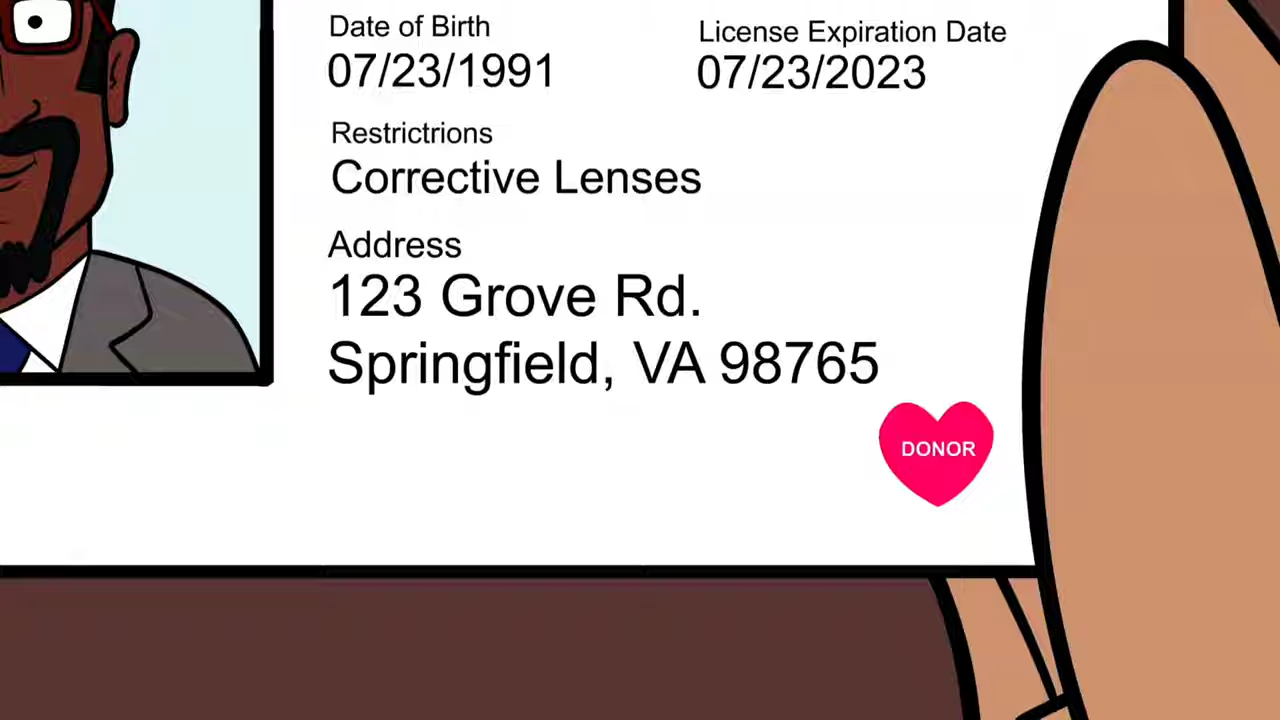 Date of Birth
07/23/1991
License Expiration Date
07/23/2023
Restrictrions
Corrective Lenses
Address
123 Grove Rd.
Springfield, VA 98765
DONOR